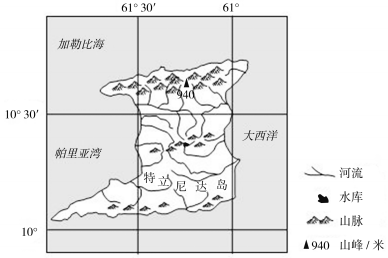 61° 30′ 61°
加勒比海
940
10° 30′
大西洋
帕里亚湾
特立尼达岛
河流
水库
山脉
10°
940 山峰/米